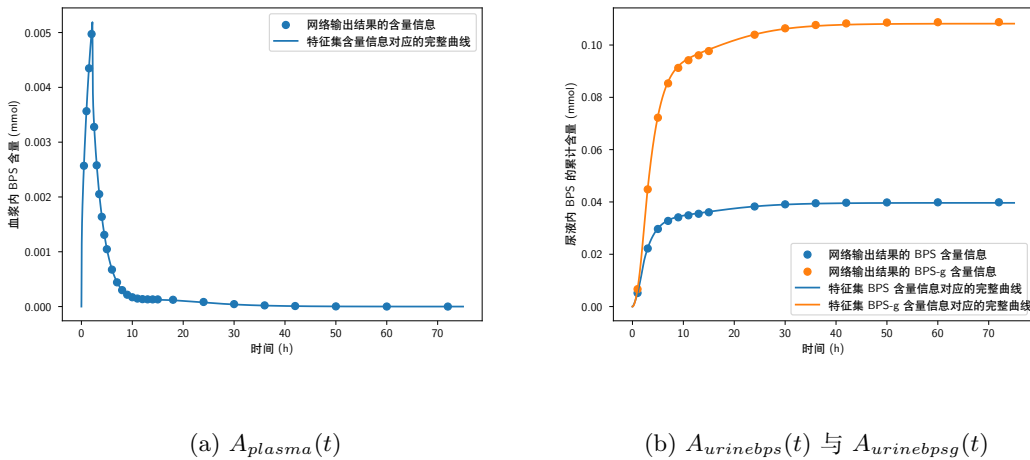 网络输出结果的含量信息
特征集含量信息对应的完整曲线
血浆内 BPS 含量 (mmol)
0.005
0.004
0.003
0.002
0.001
0.000
0 10 20 30 40 50 60 70
时间 (h)
(a) A_{plasma}(t)
尿液内 BPS 的累计含量 (mmol)
0.10
0.08
0.06
0.04
0.02
0.00
网络输出结果的 BPS 含量信息
网络输出结果的 BPS-g 含量信息
特征集 BPS 含量信息对应的完整曲线
特征集 BPS-g 含量信息对应的完整曲线
0 10 20 30 40 50 60 70
时间 (h)
(b) A_{urinebps}(t) 与 A_{urinebpsg}(t)